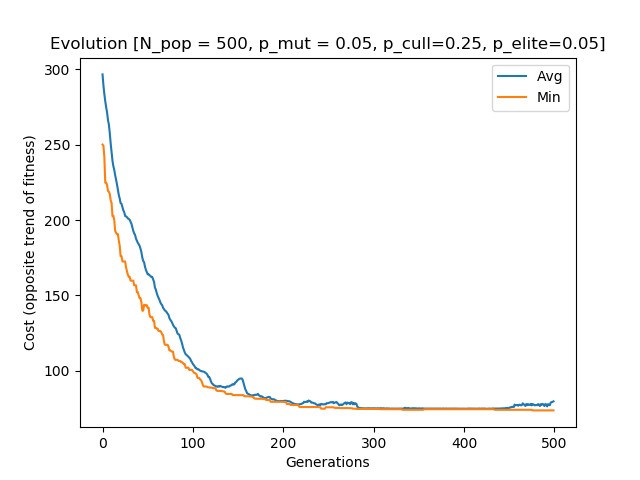 Evolution [N_pop = 500, p_mut = 0.05, p_cull=0.25, p_elite=0.05]
Avg
Min
Cost (opposite trend of fitness)
300
250
200
150
100
0 100 200 300 400 500
Generations